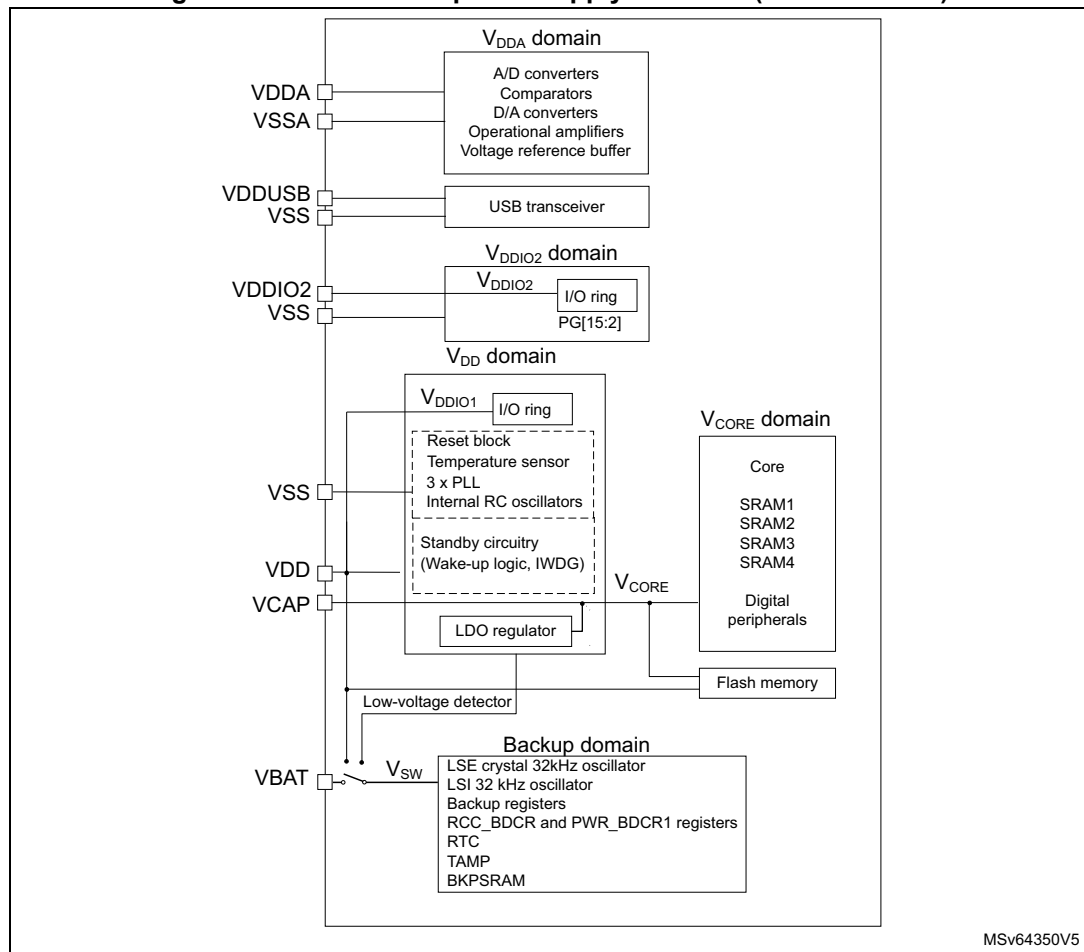 VDDA domain
A/D converters
Comparators
D/A converters
Operational amplifiers
Voltage reference buffer
VDDA
VSSA
VDDUSB
VSS
USB transceiver
VDDIO2 domain
VDDIO2
VDDIO2
VSS
I/O ring
PG[15:2]
VDD domain
VDDIO1
I/O ring
Reset block
Temperature sensor
3 x PLL
Internal RC oscillators
VSS
Standby circuitry
(Wake-up logic, IWDG)
VDD
VCAP
LDO regulator
VCORE
VCORE domain
Core
SRAM1
SRAM2
SRAM3
SRAM4
Digital
peripherals
Flash memory
Low-voltage detector
Backup domain
VBAT
VSW
LSE crystal 32kHz oscillator
LSI 32 kHz oscillator
Backup registers
RCC_BDCR and PWR_BDCR1 registers
RTC
TAMP
BKPSRAM
MSv64350V5